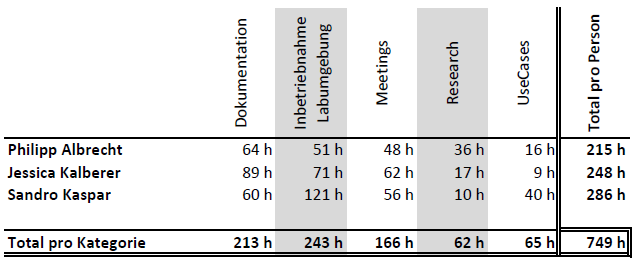 Dokumentation
Inbetriebnahme
Labumgebung
Meetings
Research
UseCases
Total pro Person
Philipp Albrecht 64 h 51 h 48 h 36 h 16 h 215 h
Jessica Kalberer 89 h 71 h 62 h 17 h 9 h 248 h
Sandro Kaspar 60 h 121 h 56 h 10 h 40 h 286 h
Total pro Kategorie 213 h 243 h 166 h 62 h 65 h 749 h